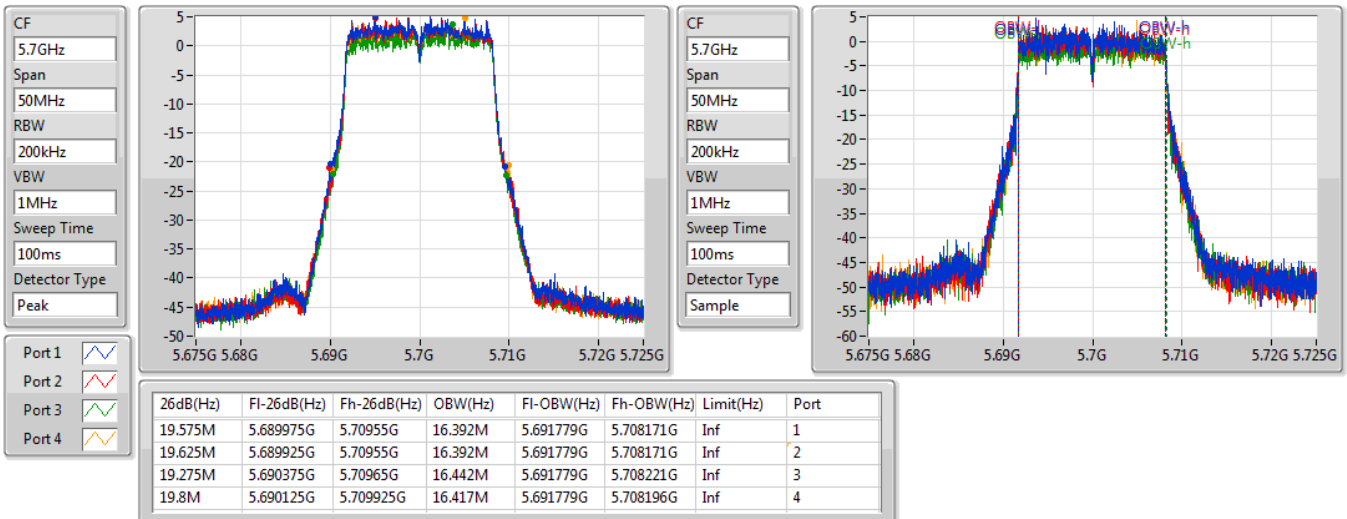 CF
5.7GHz
Span
50MHz
RBW
200kHz
VBW
1MHz
Sweep Time
100ms
Detector Type
Peak
5
0
-5
-10
-15
-20
-25
-30
-35
-40
-45
-50
5.675G 5.68G 5.69G 5.7G 5.71G 5.72G 5.725G
CF
5.7GHz
Span
50MHz
RBW
200kHz
VBW
1MHz
Sweep Time
100ms
Detector Type
Sample
5
0
-5
-10
-15
-20
-25
-30
-35
-40
-45
-50
-55
-60
OBW-h
OBW-h
5.675G 5.68G 5.69G 5.7G 5.71G 5.72G 5.725G
Port 1
Port 2
Port 3
Port 4
26dB(Hz) Fl-26dB(Hz) Fh-26dB(Hz) OBW(Hz) Fl-OBW(Hz) Fh-OBW(Hz) Limit(Hz) Port
19.575M 5.689975G 5.70955G 16.392M 5.691779G 5.708171G Inf 1
19.625M 5.689925G 5.70955G 16.392M 5.691779G 5.708171G Inf 2
19.275M 5.690375G 5.70965G 16.442M 5.691779G 5.708221G Inf 3
19.8M 5.690125G 5.709925G 16.417M 5.691779G 5.708196G Inf 4